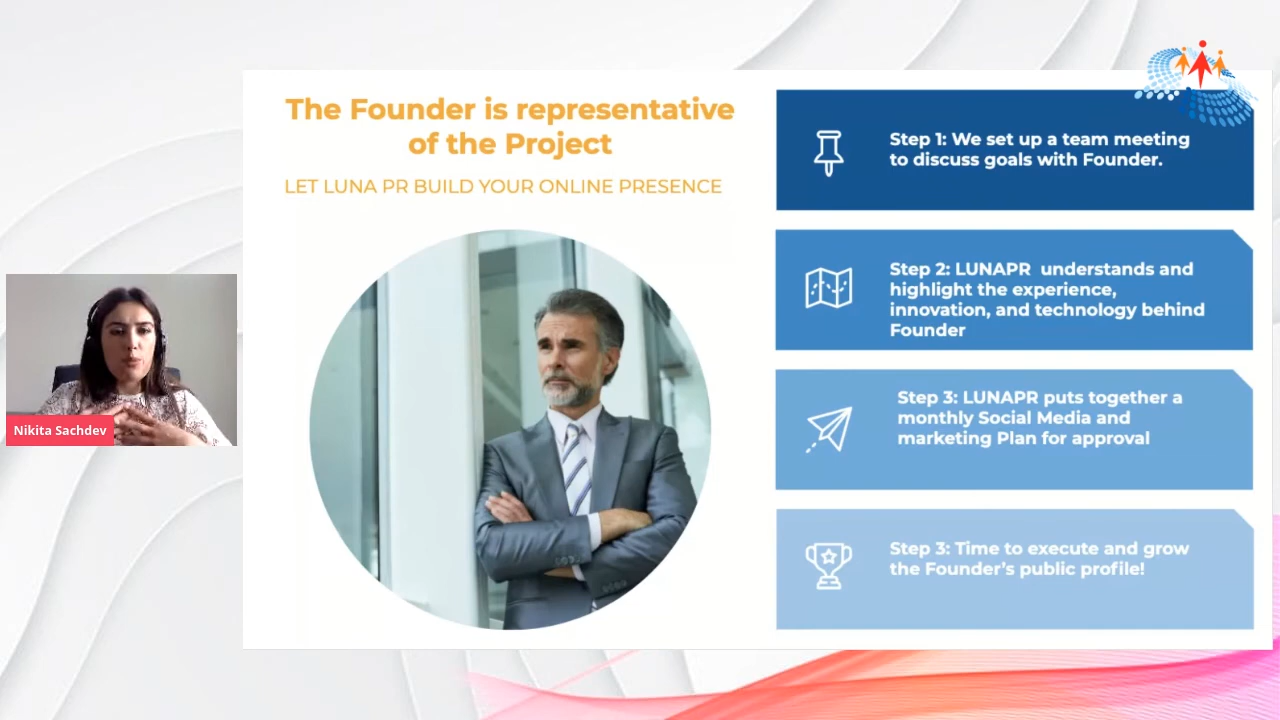 The Founder is representative
of the Project
LET LUNA PR BUILD YOUR ONLINE PRESENCE
Nikita Sachdev
Step 1: We set up a team meeting
to discuss goals with Founder.
Step 2: LUNAPR understands and
highlight the experience,
innovation, and technology behind
Founder
Step 3: LUNAPR puts together a
monthly Social Media and
marketing Plan for approval
Step 3: Time to execute and grow
the Founder’s public profile!